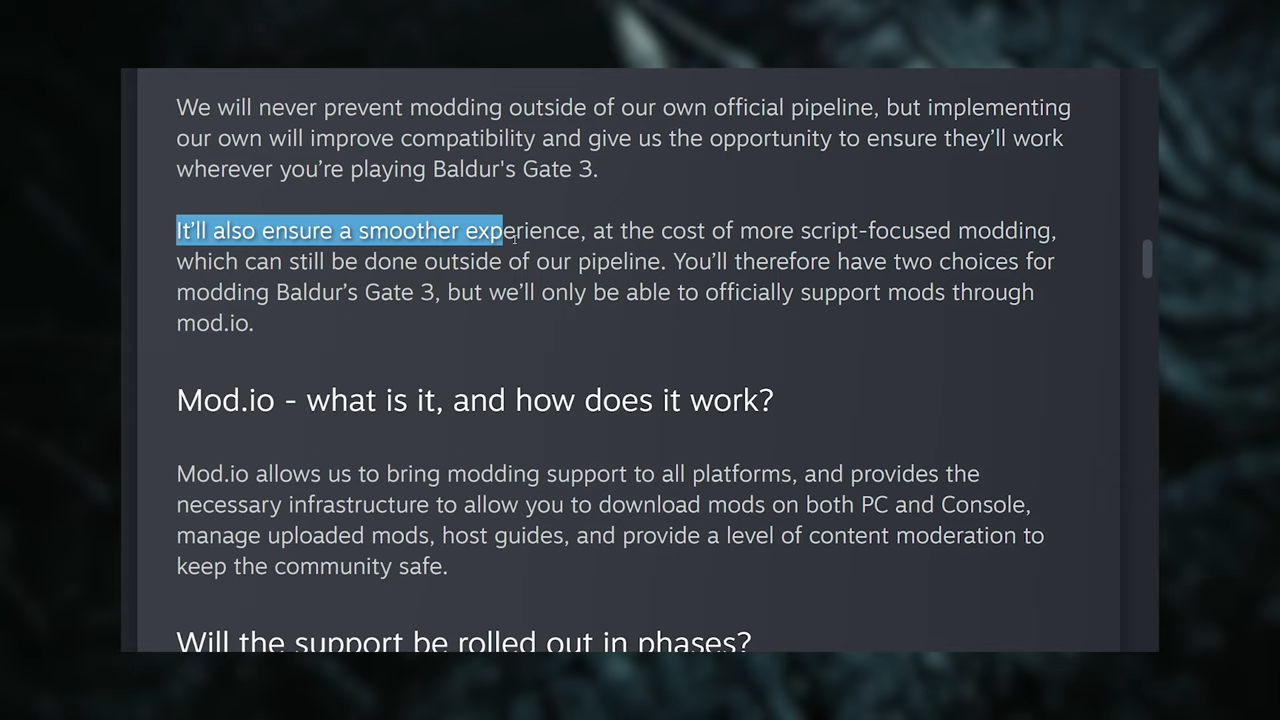 We will never prevent modding outside of our own official pipeline, but implementing
our own will improve compatibility and give us the opportunity to ensure they’ll work
wherever you’re playing Baldur's Gate 3.
It’ll also ensure a smoother experience, at the cost of more script-focused modding,
which can still be done outside of our pipeline. You’ll therefore have two choices for
modding Baldur’s Gate 3, but we’ll only be able to officially support mods through
mod.io.
Mod.io - what is it, and how does it work?
Mod.io allows us to bring modding support to all platforms, and provides the
necessary infrastructure to allow you to download mods on both PC and Console,
manage uploaded mods, host guides, and provide a level of content moderation to
keep the community safe.
Will the support be rolled out in phases?